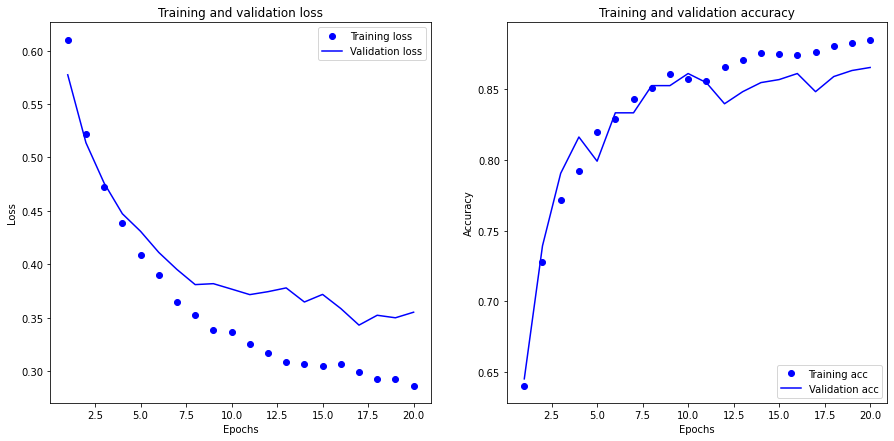 Training and validation loss
Training loss
Validation loss
0.60
0.55
0.50
0.45
0.40
0.35
0.30
Loss
2.5 5.0 7.5 10.0 12.5 15.0 17.5 20.0
Epochs
Training and validation accuracy
0.85
0.80
0.75
0.70
0.65
Accuracy
Training acc
Validation acc
2.5 5.0 7.5 10.0 12.5 15.0 17.5 20.0
Epochs